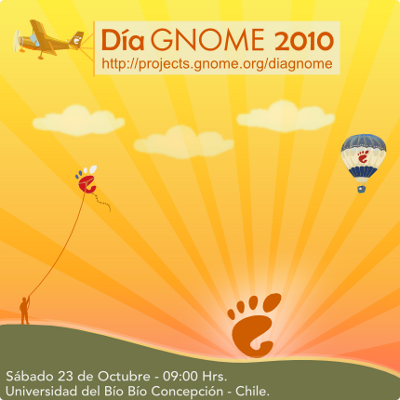 Día GNOME 2010
http://projects.gnome.org/diagnome
Sábado 23 de Octubre - 09:00 Hrs.
Universidad del Bío Bío Concepción - Chile.